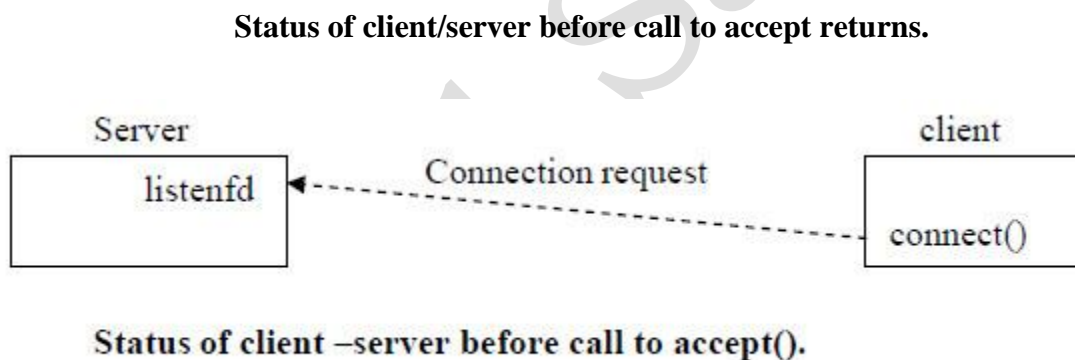 Status of client/server before call to accept returns.
Server
client
Connection request
listenfd
connect()
Status of client –server before call to accept().